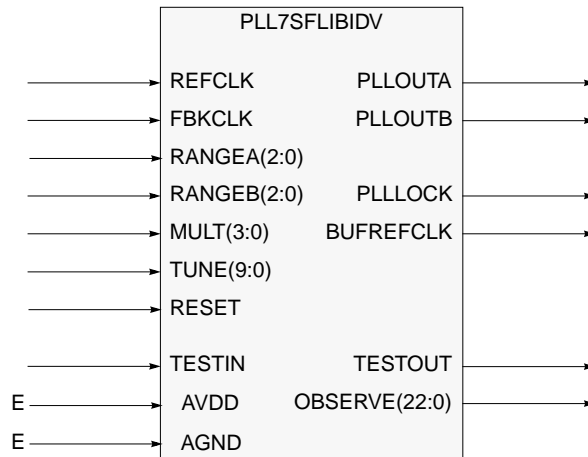 PLL7SFLIBIDV
REFCLK PLLOUTA
FBKCLK PLLOUTB
RANGEA(2:0)
RANGEB(2:0) PLLLOCK
MULT(3:0) BUFREFCLK
TUNE(9:0)
RESET
TESTIN TESTOUT
E AVDD OBSERVE(22:0)
E AGND